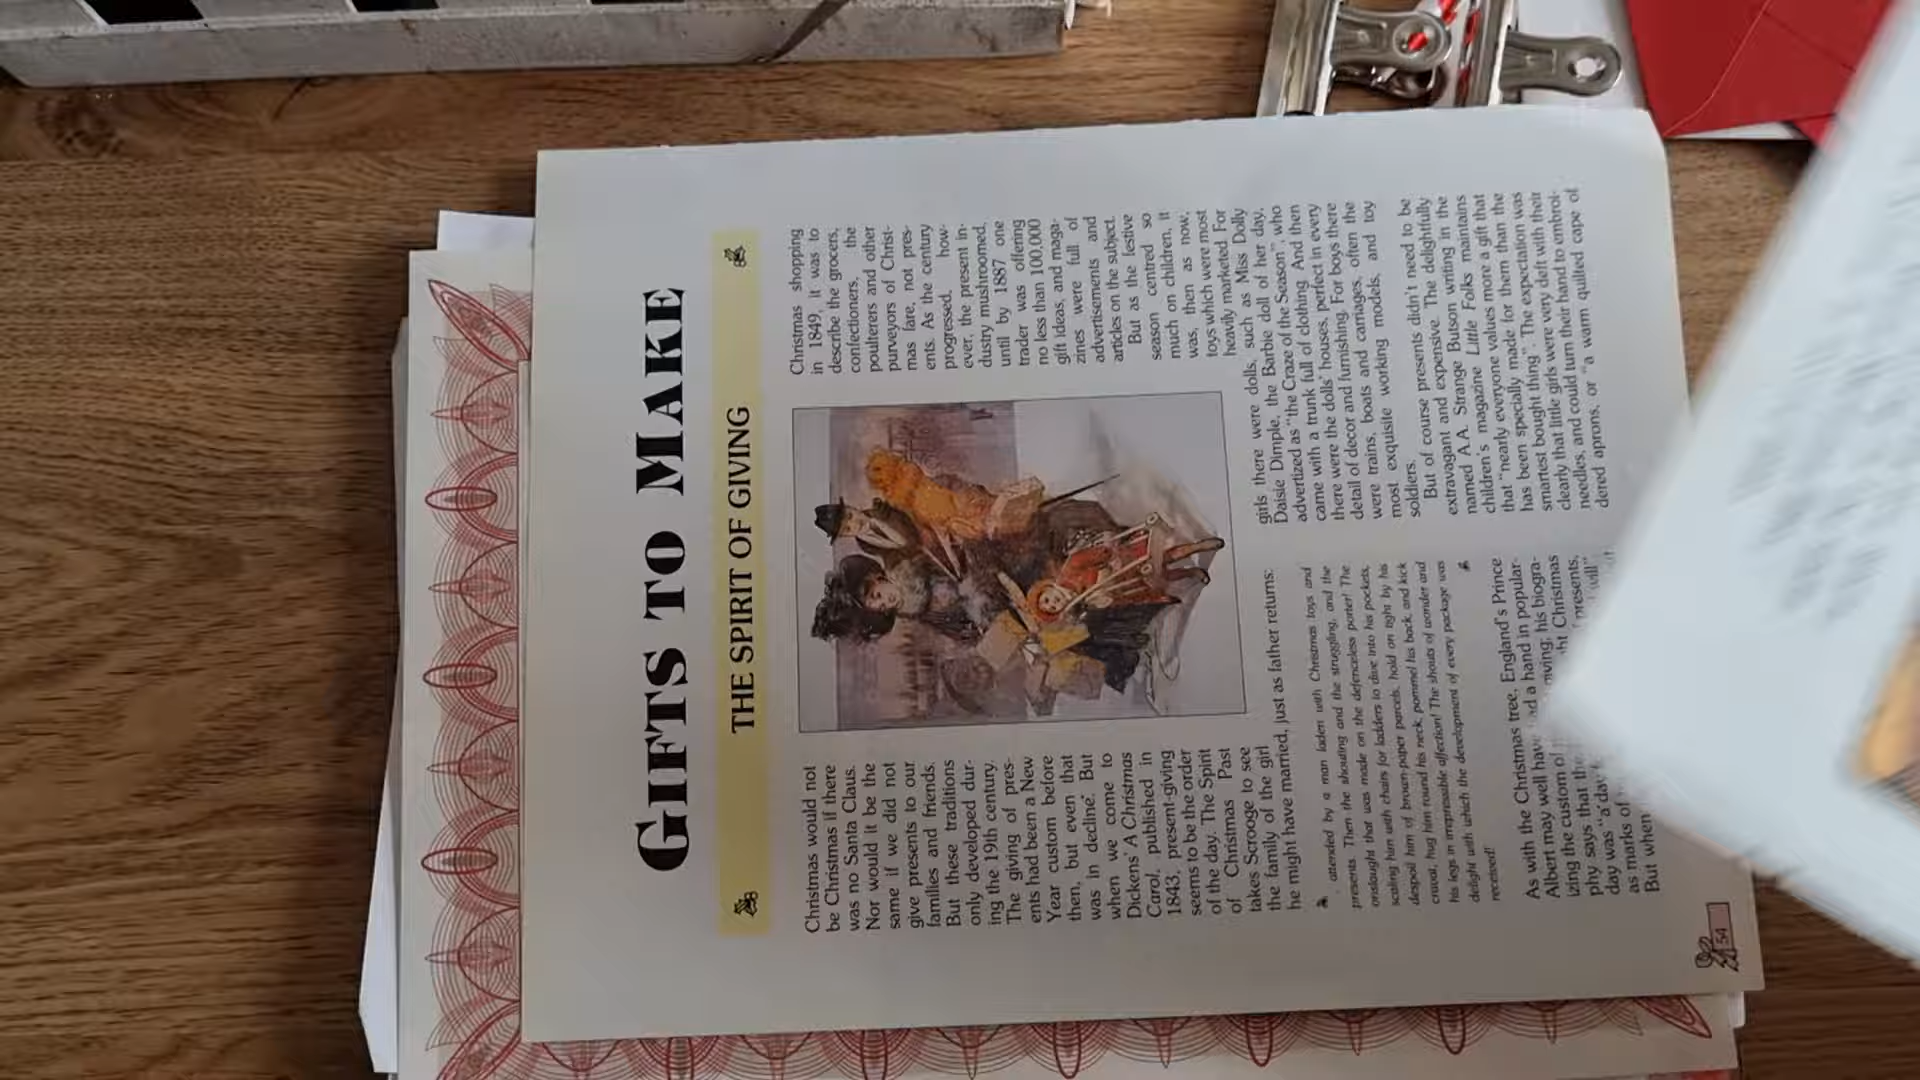 GIFTS TO MAKE
THE SPIRIT OF GIVING
Christmas would not
be Christmas if there
was no Santa Claus.
Nor would it be the
same if we did not
give presents to our
families and friends.
But these traditions
only developed dur-
ing the 19th century.
The giving of pres-
ents had been a New
Year custom before
then, but even that
was in decline. But
when we come to
Dickens' A Christmas
Carol, published in
1843, present-giving
seems to be the order
of the day. The Spirit
of Christmas Past
takes Scrooge to see
the family of the girl
he might have married, just as father returns:
. . attended by a man laden with Christmas toys and
presents. Then the shouting and the struggling, and the
onslaught that was made on the defenceless porter! The
scaling him with chairs for ladders to dive into his pockets,
despoil him of brown-paper parcels, hold on tight by his
cravat, hug him round his neck, pommel his back, and kick
his legs in irrepressible affection! The shouts of wonder and
delight with which the development of every package was
received!
As with the Christmas tree, England's Prince
Albert may well have had a hand in popular-
izing the custom of giving; his biogra-
phy says that the Christmas
day was "a day presents,
as marks of will"
But when
Christmas shopping
in 1849, it was to
describe the grocers,
confectioners, the
poulterers and other
purveyors of Christ-
mas fare, not pres-
ents. As the century
progressed, how-
ever, the present in-
dustry mushroomed,
until by 1887 one
trader was offering
no less than 100,000
gift ideas, and maga-
zines were full of
advertisements and
articles on the subject.
But as the festive
season centred so
much on children, it
was, then as now,
toys which were most
heavily marketed. For
girls there were dolls, such as Miss Dolly
Daisie Dimple, the Barbie doll of her day,
advertized as "the Craze of the Season", who
came with a trunk full of clothing. And then
there were the dolls' houses, perfect in every
detail of decor and furnishing. For boys there
were trains, boats and carriages, often the
most exquisite working models, and toy
soldiers.
But of course presents didn't need to be
extravagant and expensive. The delightfully
named A.A. Strange Butson writing in the
children's magazine Little Folks maintains
that "nearly everyone values more a gift that
has been specially made for them than the
smartest bought thing". The expectation was
clearly that little girls were very deft with their
needles, and could turn their hand to embroi-
dered aprons, or "a warm quilted cape of
54